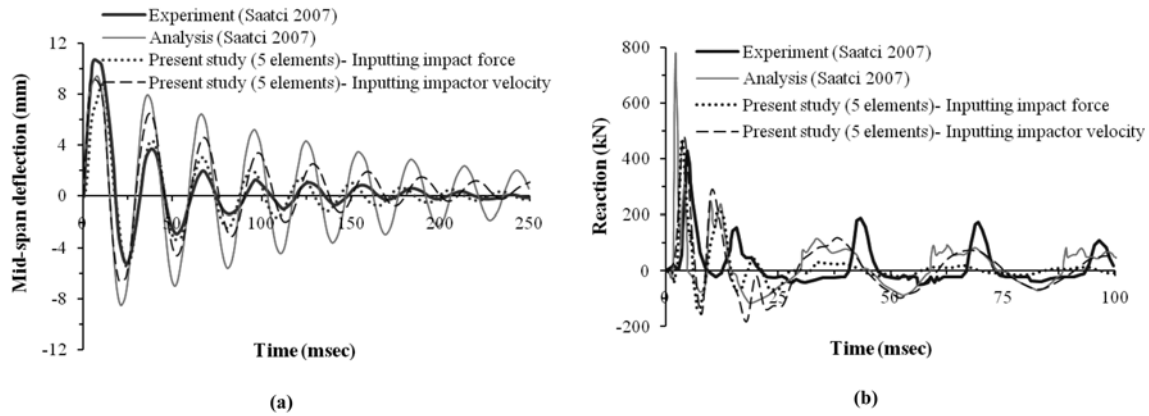 Experiment (Saatci 2007)
Analysis (Saatci 2007)
Present study (5 elements)- Inputting impact force
Present study (5 elements)- Inputting impactor velocity
12
8
4
0
-4
-8
-12
0
50
100
150
200
250
Mid-span deflection (mm)
Time (msec)
(a)
Experiment (Saatci 2007)
Analysis (Saatci 2007)
Present study (5 elements)- Inputting impact force
Present study (5 elements)- Inputting impactor velocity
800
600
400
200
0
-200
0
25
50
75
100
Reaction (kN)
Time (msec)
(b)